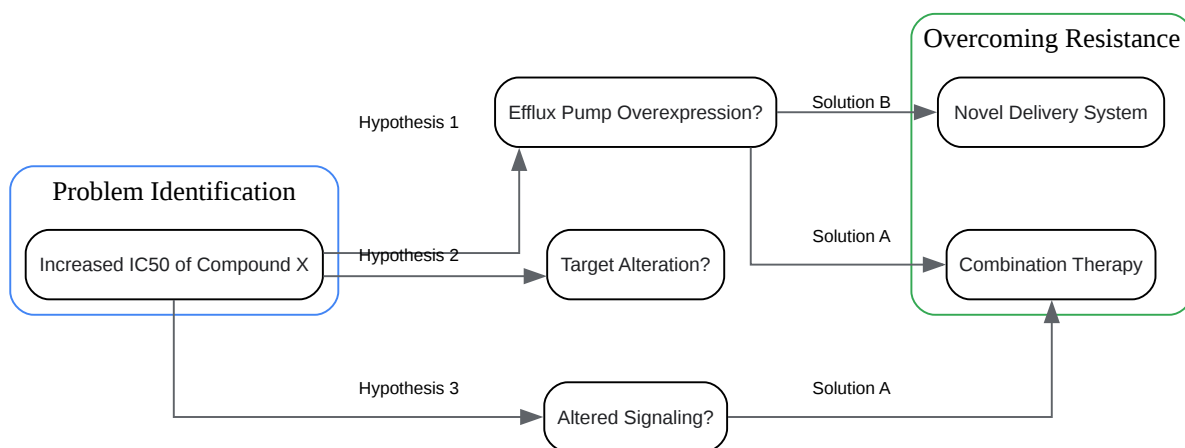 Overcoming Resistance
Efflux Pump Overexpression?
Solution B
Novel Delivery System
Hypothesis 1
Problem Identification
Increased IC50 of Compound X
Hypothesis 2
Target Alteration?
Solution A
Combination Therapy
Hypothesis 3
Altered Signaling?
Solution A